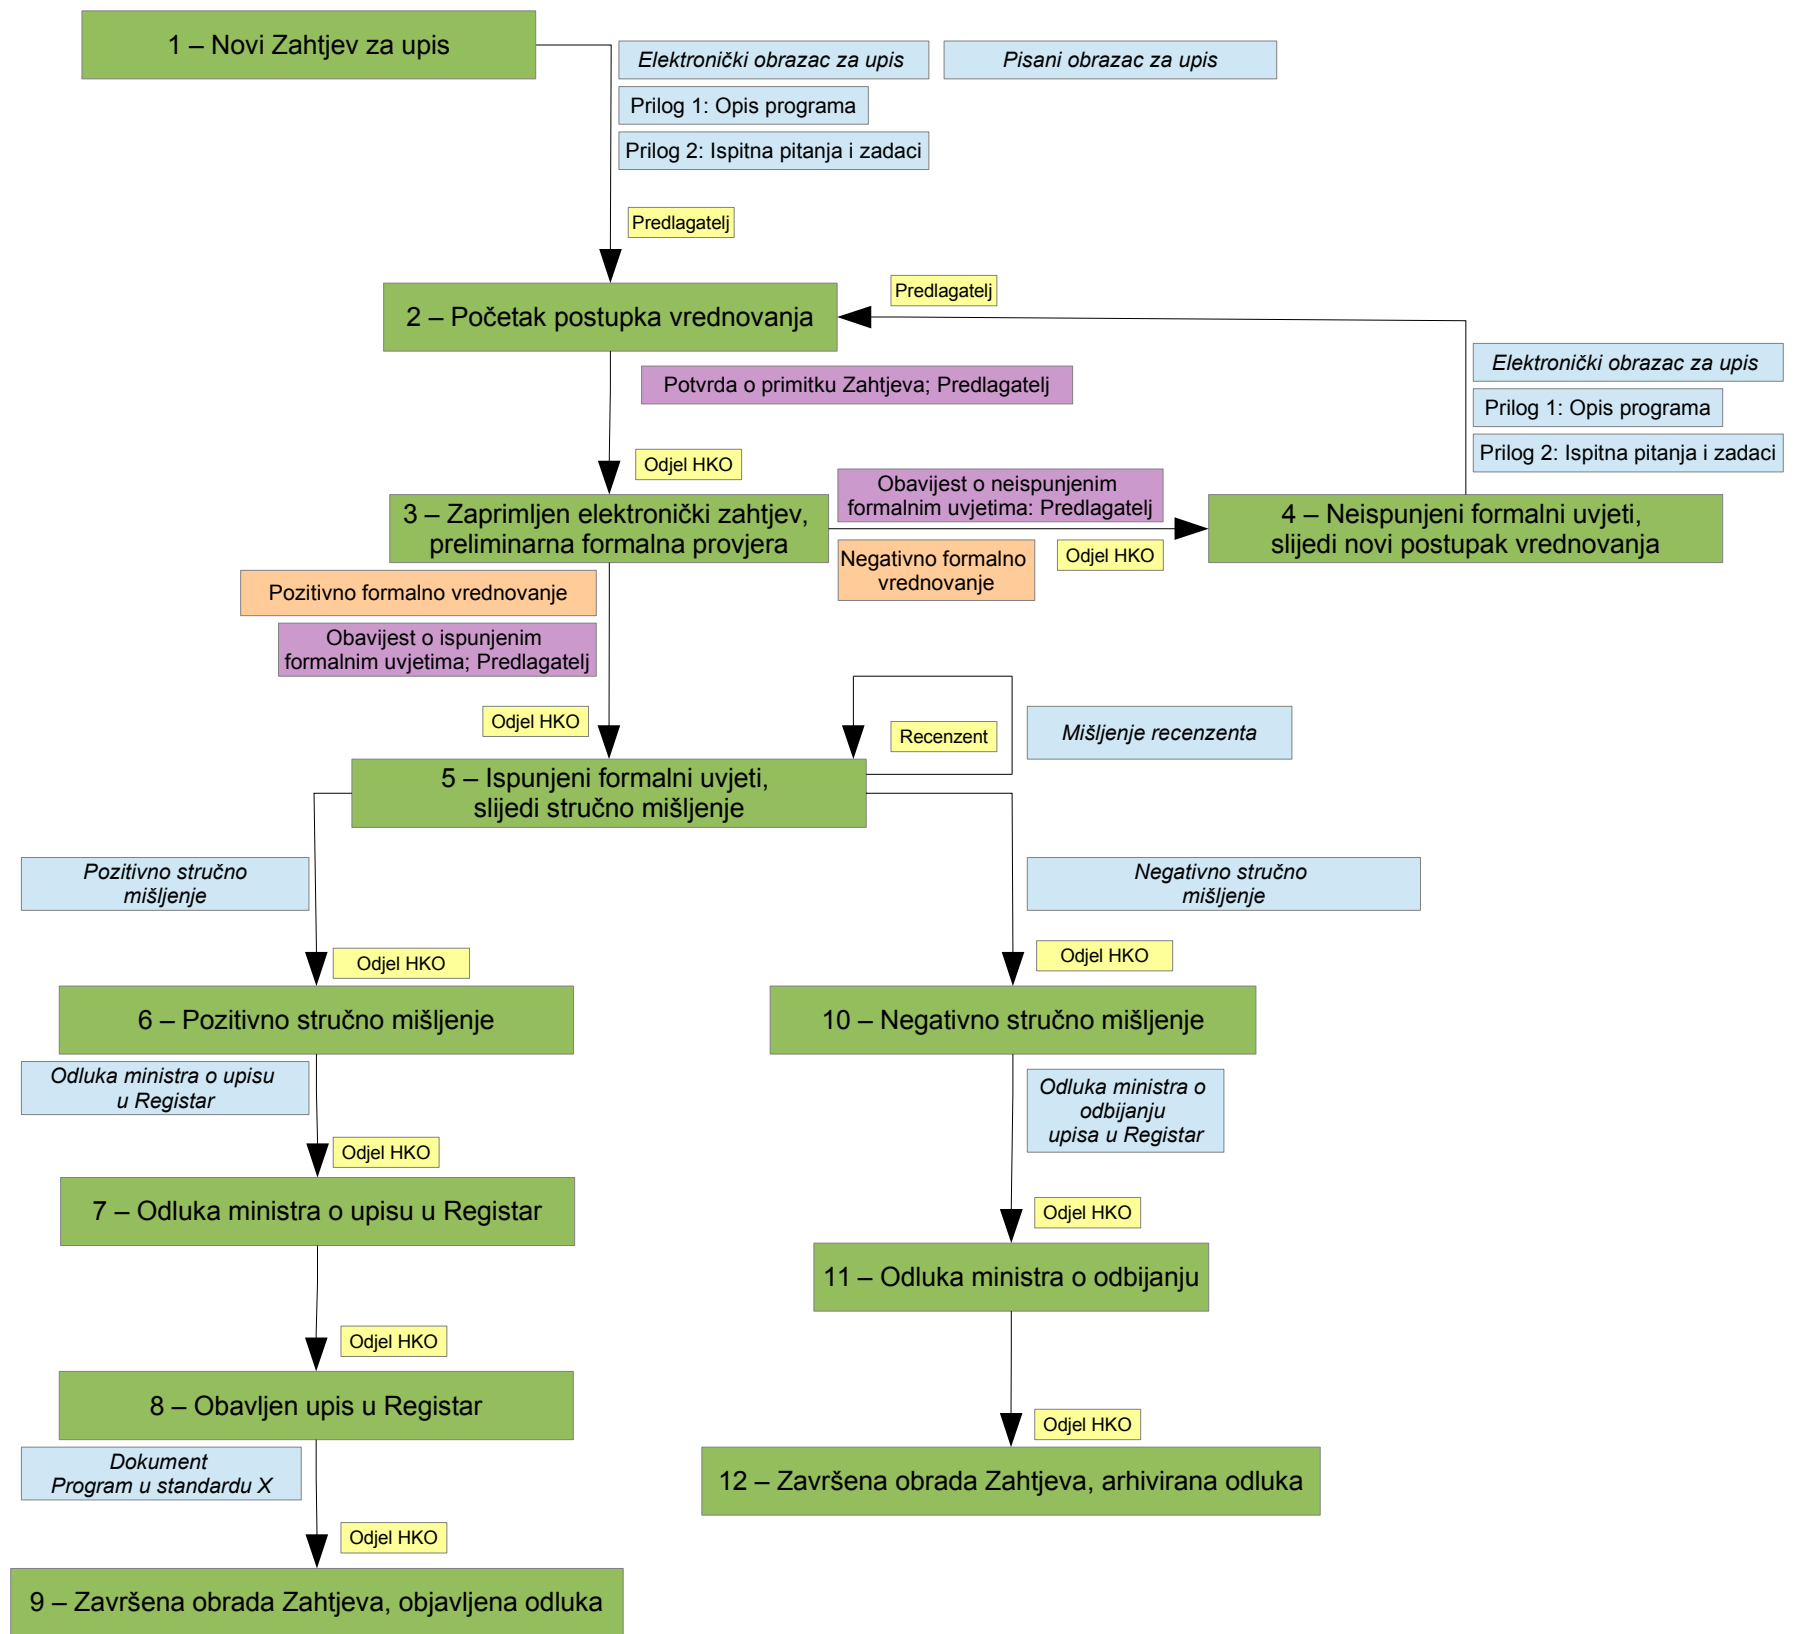 1 – Novi Zahtjev za upis
Elektronički obrazac za upis
Pisani obrazac za upis
Prilog 1: Opis programa
Prilog 2: Ispitna pitanja i zadaci
Predlagatelj
Predlagatelj
2 – Početak postupka vrednovanja
Elektronički obrazac za upis
Prilog 1: Opis programa
Prilog 2: Ispitna pitanja i zadaci
Potvrda o primitku Zahtjeva; Predlagatelj
Odjel HKO
Obavijest o neispunjenim
formalnim uvjetima: Predlagatelj
3 – Zaprimljen elektronički zahtjev,
preliminarna formalna provjera
4 – Neispunjeni formalni uvjeti,
slijedi novi postupak vrednovanja
Negativno formalno
vrednovanje
Odjel HKO
Pozitivno formalno vrednovanje
Obavijest o ispunjenim
formalnim uvjetima; Predlagatelj
Odjel HKO
Recenzent
Mišljenje recenzenta
5 – Ispunjeni formalni uvjeti,
slijedi stručno mišljenje
Pozitivno stručno
mišljenje
Negativno stručno
mišljenje
Odjel HKO
Odjel HKO
6 – Pozitivno stručno mišljenje
10 – Negativno stručno mišljenje
Odluka ministra o upisu
u Registar
Odluka ministra o
odbijanju
upisa u Registar
Odjel HKO
7 – Odluka ministra o upisu u Registar
Odjel HKO
11 – Odluka ministra o odbijanju
Odjel HKO
8 – Obavljen upis u Registar
Odjel HKO
Dokument
Program u standardu X
12 – Završena obrada Zahtjeva, arhivirana odluka
Odjel HKO
9 – Završena obrada Zahtjeva, objavljena odluka